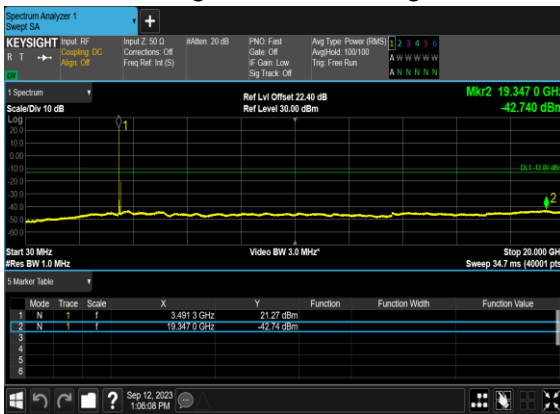 Spectrum Analyzer 1
Swept SA
KEYSIGHT Input: RF Input Z: 50 Ω #Atten: 20 dB PNO: Fast Avg Type: Power (RMS) 1 2 3 4 5 6
R T Coupling: DC Corrections: Off Gate: Off Avg|Hold: 100/100 A W W W W W
Align: Off Freq Ref: Int (S) IF Gain: Low Trig: Free Run
Sig Track: Off A N N N N N
1 Spectrum
Ref Lvl Offset 22.40 dB Mkr2 19.347 0 GHz
Scale/Div 10 dB Ref Level 30.00 dBm -42.740 dBm
Log
20.0
10.0
0.00
-10.0
-20.0
-30.0
-40.0
-50.0
-60.0
1
DL1 -13.00 dBm
2
Start 30 MHz Video BW 3.0 MHz* Stop 20.000 GHz
#Res BW 1.0 MHz Sweep 34.7 ms (40001 pts)
5 Marker Table
Mode Trace Scale X Y Function Function Width Function Value
1 N 1 f 3.491 3 GHz 21.27 dBm
2 N 1 f 19.347 0 GHz -42.74 dBm
3
4
5
6
Sep 12, 2023
1:06:08 PM